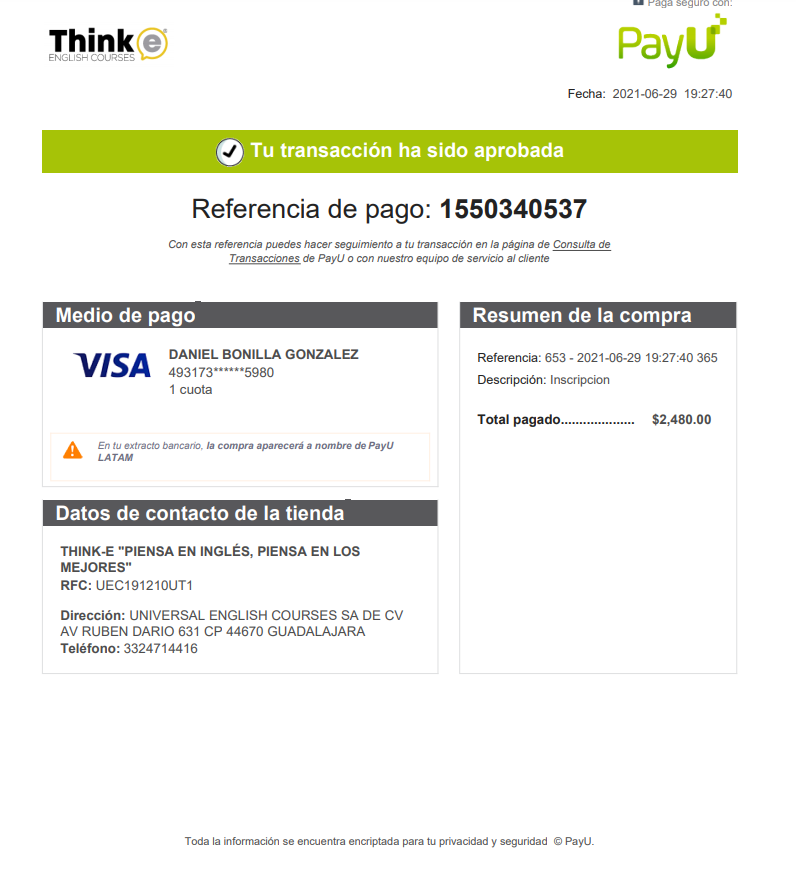 Paga seguro con:
Think e
ENGLISH COURSES
PayU
Fecha: 2021-06-29 19:27:40
Tu transacción ha sido aprobada
Referencia de pago: 1550340537
Con esta referencia puedes hacer seguimiento a tu transacción en la página de Consulta de
Transacciones de PayU o con nuestro equipo de servicio al cliente
Medio de pago
VISA
DANIEL BONILLA GONZALEZ
493173******5980
1 cuota
En tu extracto bancario, la compra aparecerá a nombre de PayU
LATAM
Datos de contacto de la tienda
THINK-E "PIENSA EN INGLÉS, PIENSA EN LOS
MEJORES"
RFC: UEC191210UT1
Dirección: UNIVERSAL ENGLISH COURSES SA DE CV
AV RUBEN DARIO 631 CP 44670 GUADALAJARA
Teléfono: 3324714416
Resumen de la compra
Referencia: 653 - 2021-06-29 19:27:40 365
Descripción: Inscripcion
Total pagado.................... $2,480.00
Toda la información se encuentra encriptada para tu privacidad y seguridad © PayU.